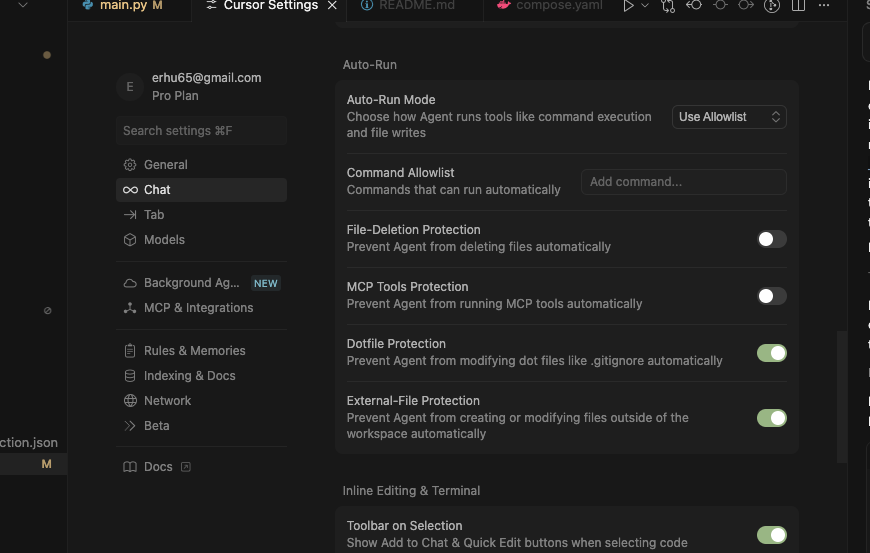 main.py M
Cursor Settings
README.md
compose.yaml
erhu65@gmail.com
Pro Plan
E
Search settings ⌘F
General
Chat
Tab
Models
Background Ag... NEW
MCP & Integrations
Rules & Memories
Indexing & Docs
Network
Beta
Docs
ction.json
M
Auto-Run
Auto-Run Mode
Choose how Agent runs tools like command execution
and file writes
Use Allowlist
Command Allowlist
Commands that can run automatically
Add command...
File-Deletion Protection
Prevent Agent from deleting files automatically
MCP Tools Protection
Prevent Agent from running MCP tools automatically
Dotfile Protection
Prevent Agent from modifying dot files like .gitignore automatically
External-File Protection
Prevent Agent from creating or modifying files outside of the
workspace automatically
Inline Editing & Terminal
Toolbar on Selection
Show Add to Chat & Quick Edit buttons when selecting code